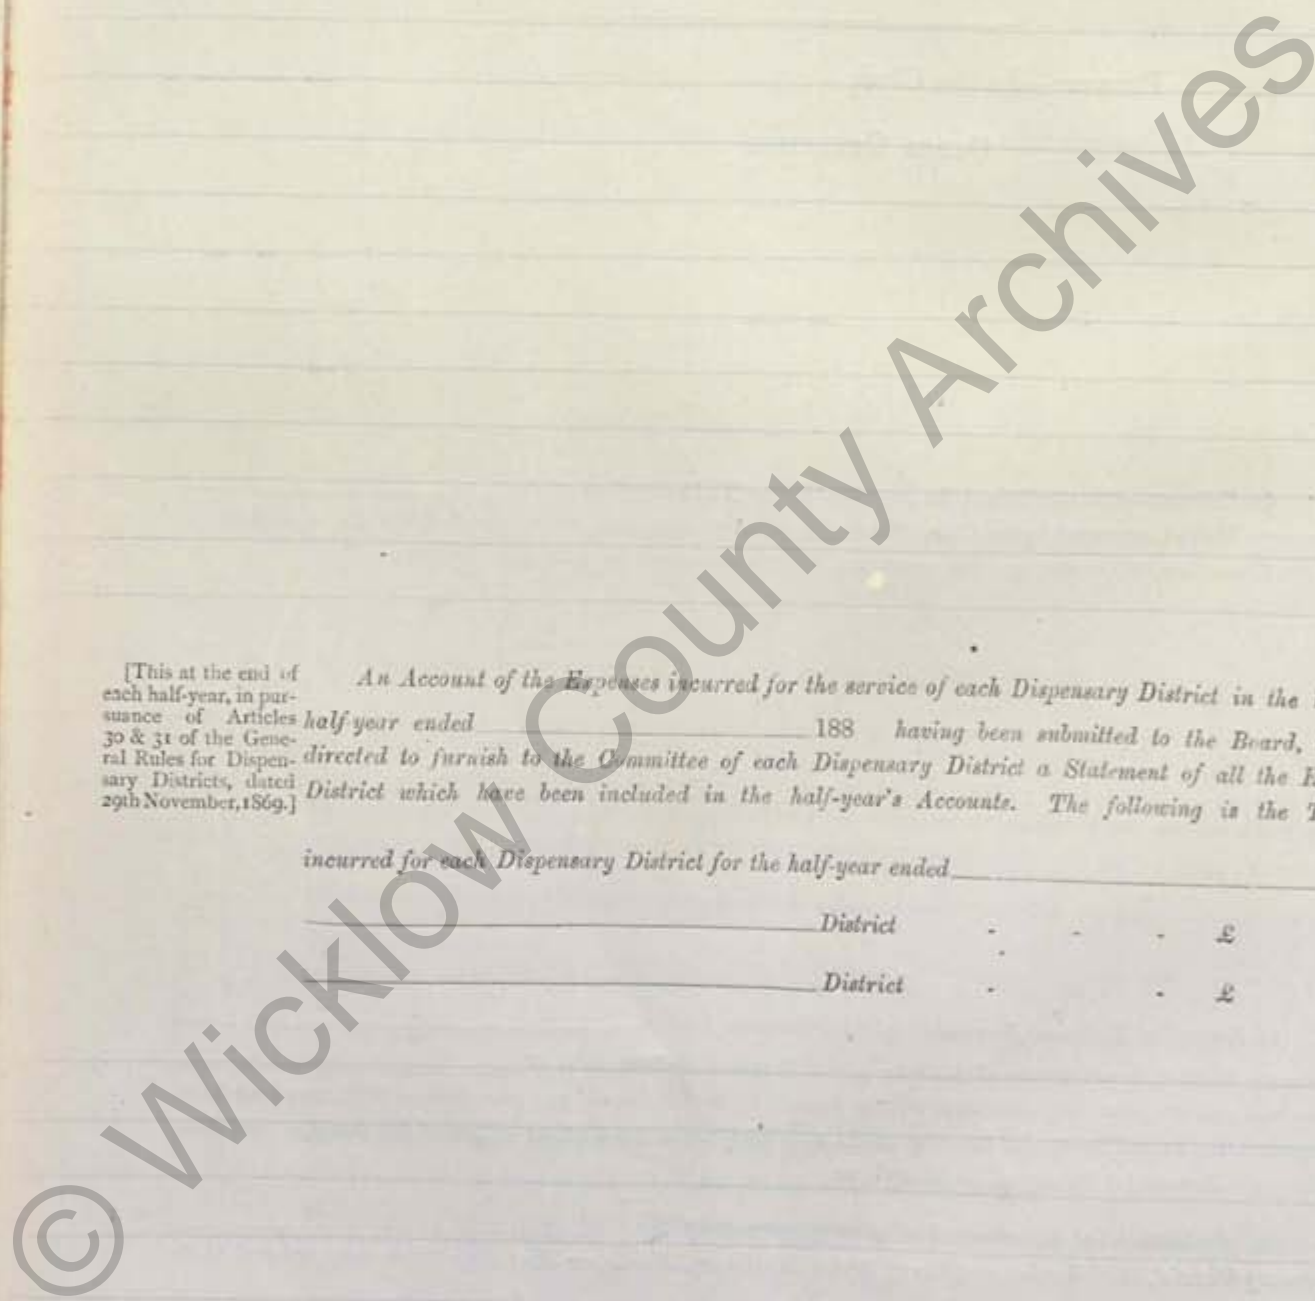 [This at the end of
each half-year, in pur-
suance of Articles
30 & 31 of the Gene-
ral Rules for Dispen-
sary Districts, dated
29th November, 1869.]
An Account of the Expenses incurred for the service of each Dispensary District in the
half-year ended 188 having been submitted to the Board,
directed to furnish to the Committee of each Dispensary District a Statement of all the
District which have been included in the half-year's Accounts. The following is the
incurred for each Dispensary District for the half-year ended
District - - - £
District - - £
© Wicklow County Archives